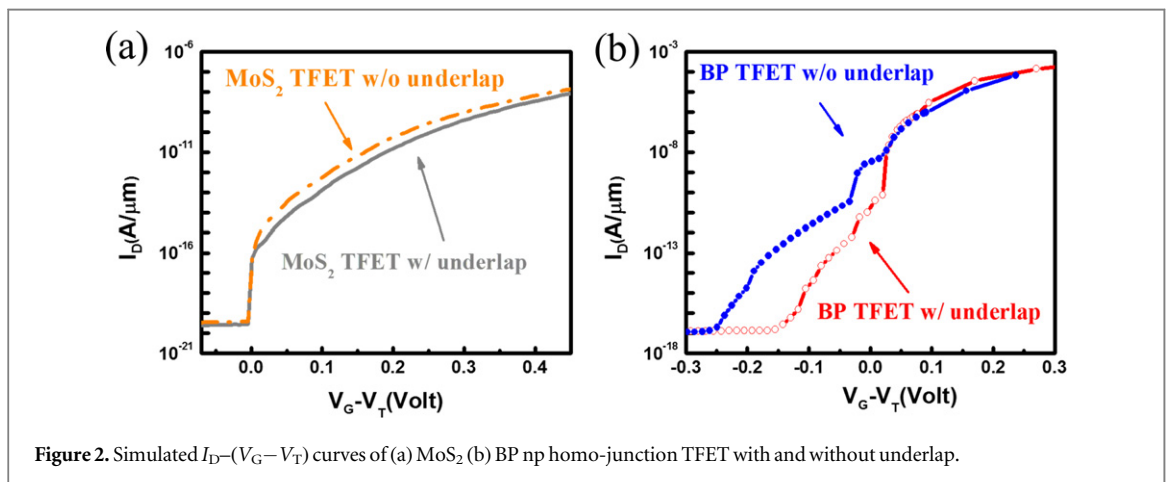 (a)
10⁻⁶
10⁻¹¹
10⁻¹⁶
10⁻²¹
I_D(A/μm)
MoS₂ TFET w/o underlap
MoS₂ TFET w/ underlap
0.0 0.1 0.2 0.3 0.4
V_G-V_T(Volt)
(b)
10⁻³
10⁻⁸
10⁻¹³
10⁻¹⁸
I_D(A/μm)
BP TFET w/o underlap
BP TFET w/ underlap
-0.3 -0.2 -0.1 0.0 0.1 0.2 0.3
V_G-V_T(Volt)
Figure 2. Simulated I_D–(V_G−V_T) curves of (a) MoS₂ (b) BP np homo-junction TFET with and without underlap.